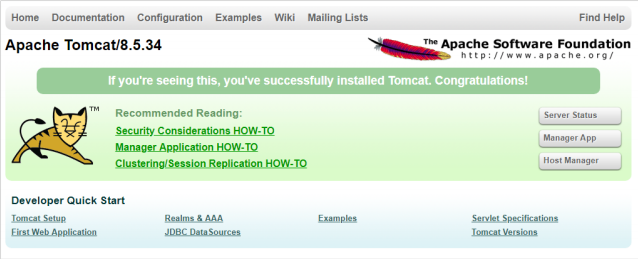 Home Documentation Configuration Examples Wiki Mailing Lists Find Help
Apache Tomcat/8.5.34
The Apache Software Foundation
http://www.apache.org/
If you're seeing this, you've successfully installed Tomcat. Congratulations!
TM
Recommended Reading:
Security Considerations HOW-TO
Manager Application HOW-TO
Clustering/Session Replication HOW-TO
Server Status
Manager App
Host Manager
Developer Quick Start
Tomcat Setup Realms & AAA Examples Servlet Specifications
First Web Application JDBC DataSources Tomcat Versions